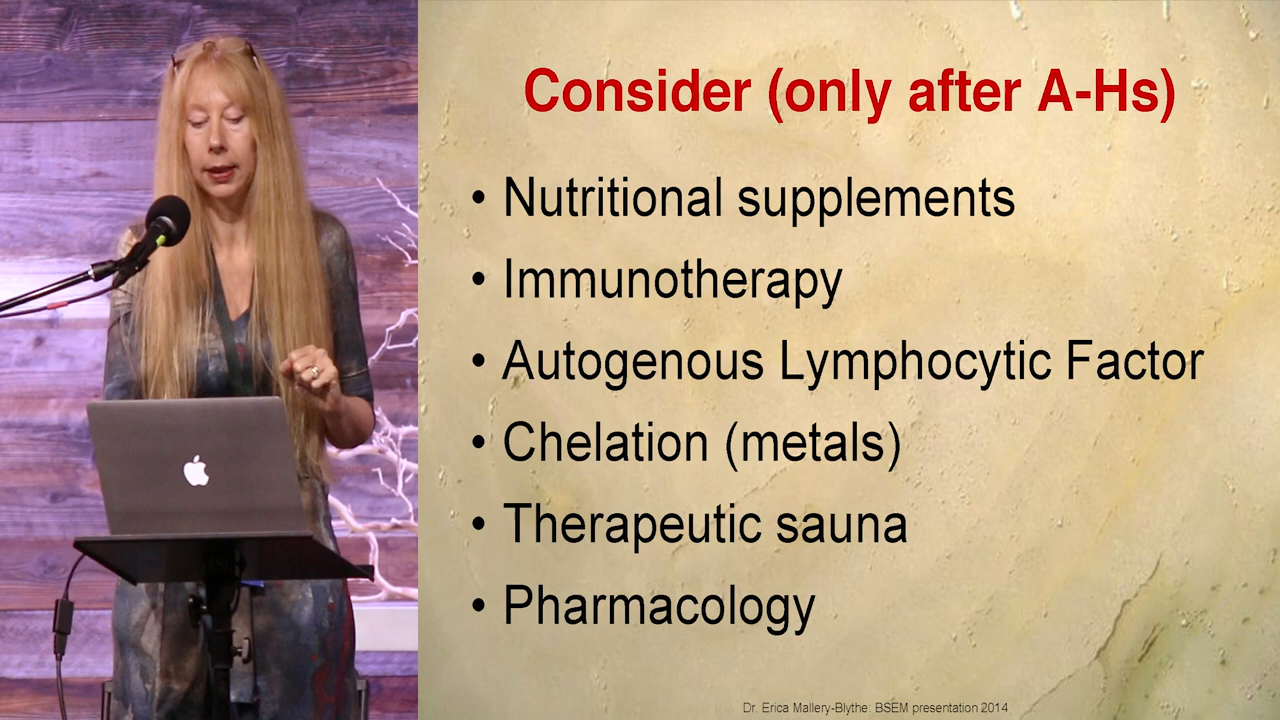 Consider (only after A-Hs)
• Nutritional supplements
• Immunotherapy
• Autogenous Lymphocytic Factor
• Chelation (metals)
• Therapeutic sauna
• Pharmacology
Dr. Erica Mallery-Blythe: BSEM presentation 2014